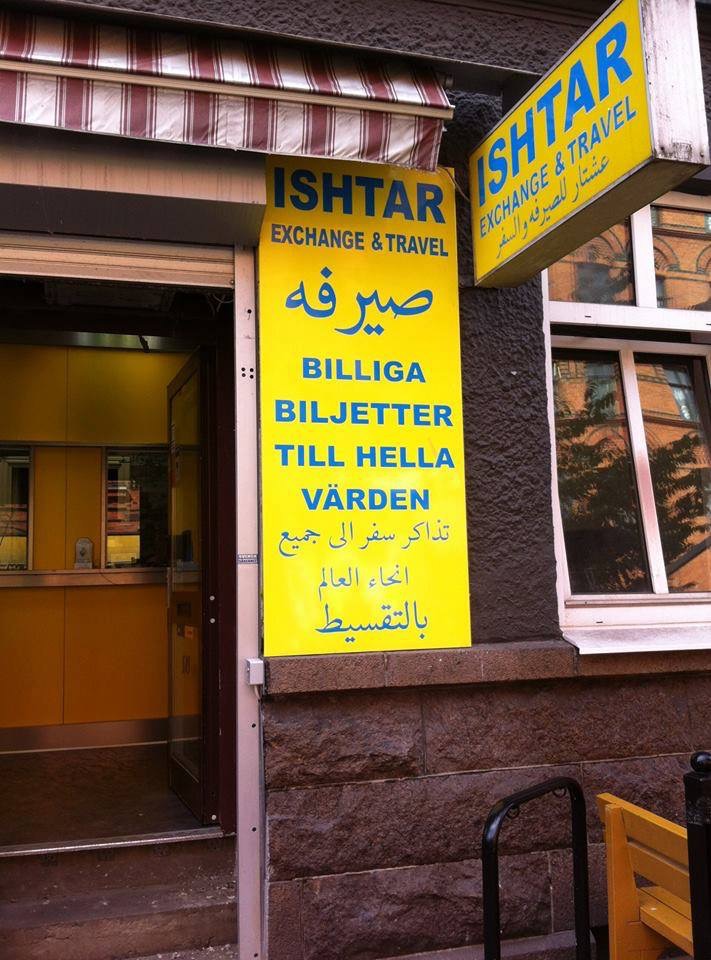 ISHTAR
EXCHANGE & TRAVEL
صيرفه
BILLIGA
BILJETTER
TILL HELLA
VÄRDEN
تذاكر سفر الى جميع
انحاء العالم
بالتقسيط
ISHTAR
EXCHANGE & TRAVEL
عشتار للصيرفه والسفر